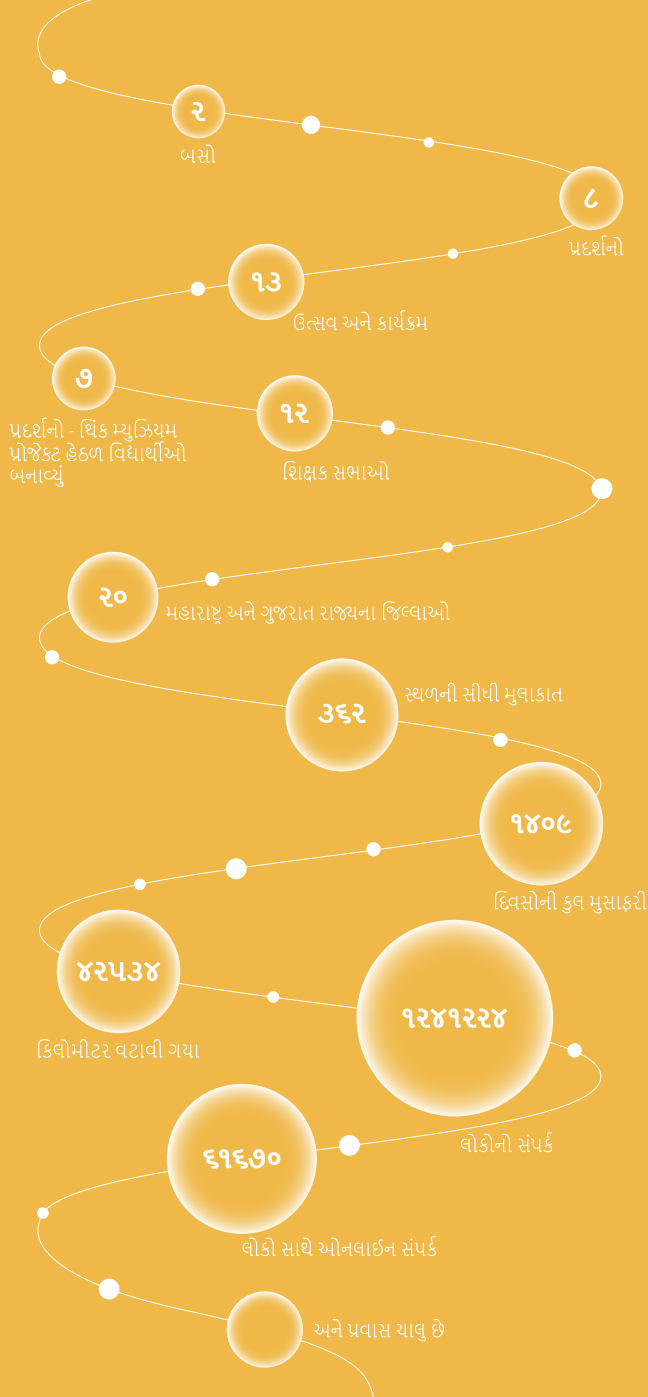 ૨
બસો
૮
પ્રદર્શનો
૧૩
ઉત્સવ અને કાર્યક્રમ
૭
પ્રદર્શનો - થિંક મ્યુઝિયમ
પ્રોજેક્ટ હેઠળ વિદ્યાર્થીઓ
બનાવ્યું
૧૨
શિક્ષક સભાઓ
૨૦
મહારાષ્ટ્ર અને ગુજરાત રાજ્યના જિલ્લાઓ
૩૬૨
સ્થળની સીધી મુલાકાત
૧૪૦૯
દિવસોની કુલ મુસાફરી
૪૨૫૩૪
કિલોમીટર વટાવી ગયા
૧૨૪૧૨૨૪
લોકોનો સંપર્ક
૬૧૬૭૦
લોકો સાથે ઓનલાઈન સંપર્ક
અને પ્રવાસ ચાલુ છે